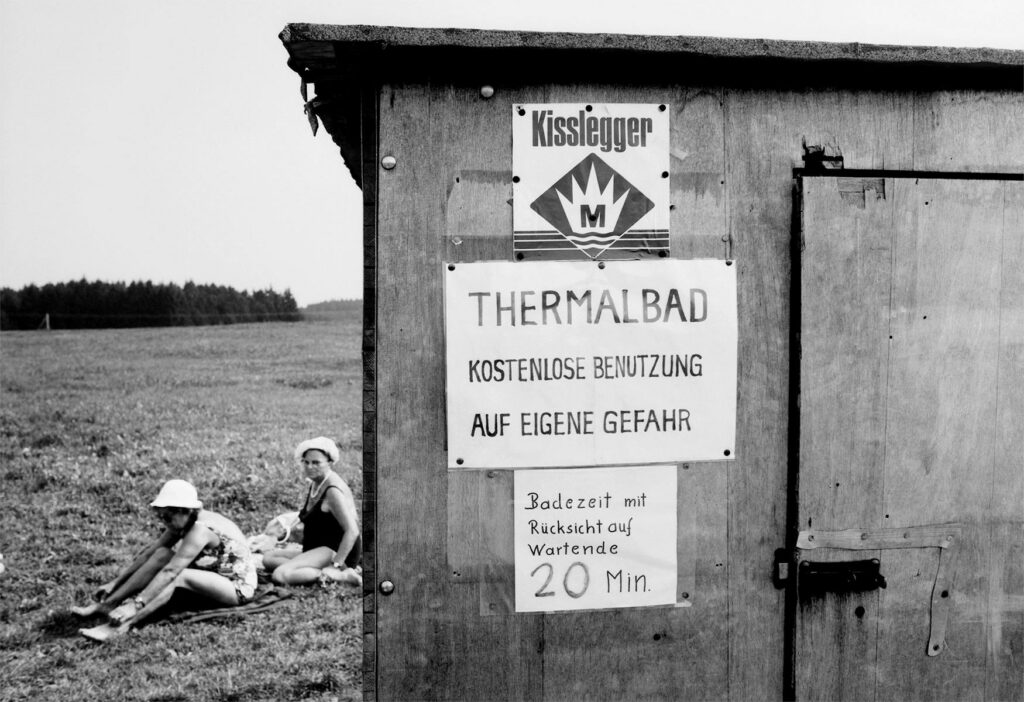 Kisslegger
M
THERMALBAD
KOSTENLOSE BENUTZUNG
AUF EIGENE GEFAHR
Badezeit mit
Rücksicht auf
Wartende
20 Min.